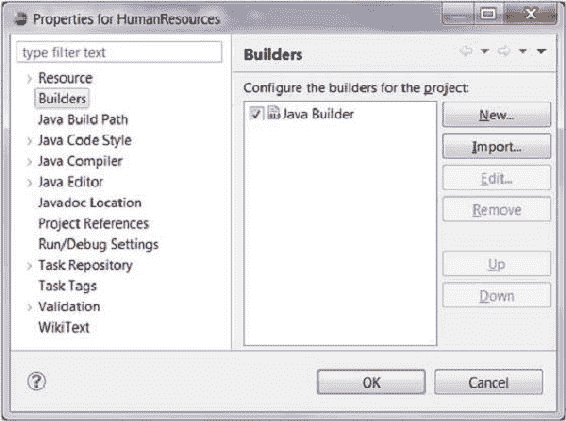 Properties for HumanResources
type filter text
Resource
Builders
Java Build Path
Java Code Style
Java Compiler
Java Editor
Javadoc Location
Project References
Run/Debug Settings
Task Repository
Task Tags
Validation
WikiText
Builders
Configure the builders for the project:
Java Builder
New...
Import...
Edit...
Remove
Up
Down
OK
Cancel